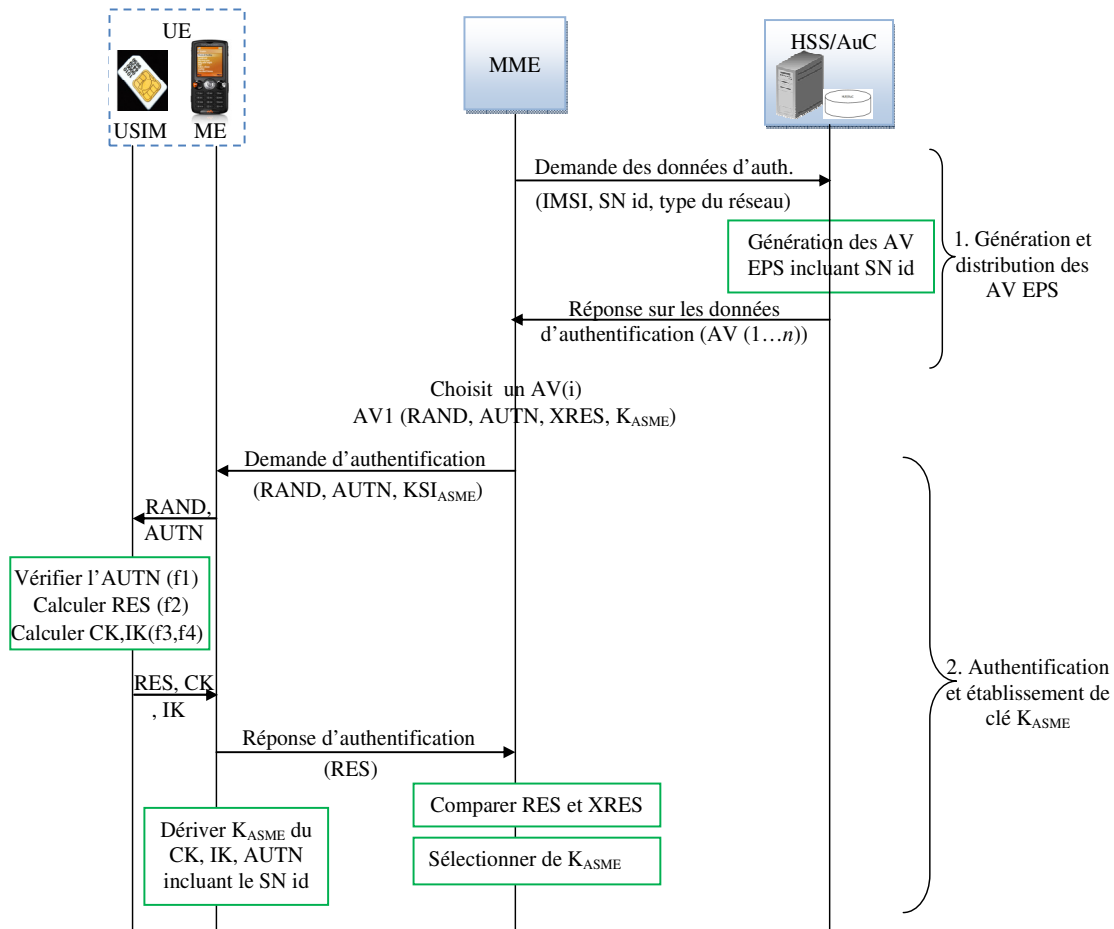 UE
USIM
ME
MME
HSS/AuC
Demande des données d'auth.
(IMSI, SN id, type du réseau)
Génération des AV
EPS incluant SN id
1. Génération et
distribution des
AV EPS
Réponse sur les données
d'authentification (AV (1…n))
Choisit un AV(i)
AV1 (RAND, AUTN, XRES, KASME)
Demande d'authentification
(RAND, AUTN, KSIASME)
RAND,
AUTN
Vérifier l'AUTN (f1)
Calculer RES (f2)
Calculer CK,IK(f3,f4)
RES, CK
, IK
2. Authentification
et établissement de
clé KASME
Réponse d'authentification
(RES)
Comparer RES et XRES
Dériver KASME du
CK, IK, AUTN
incluant le SN id
Sélectionner de KASME